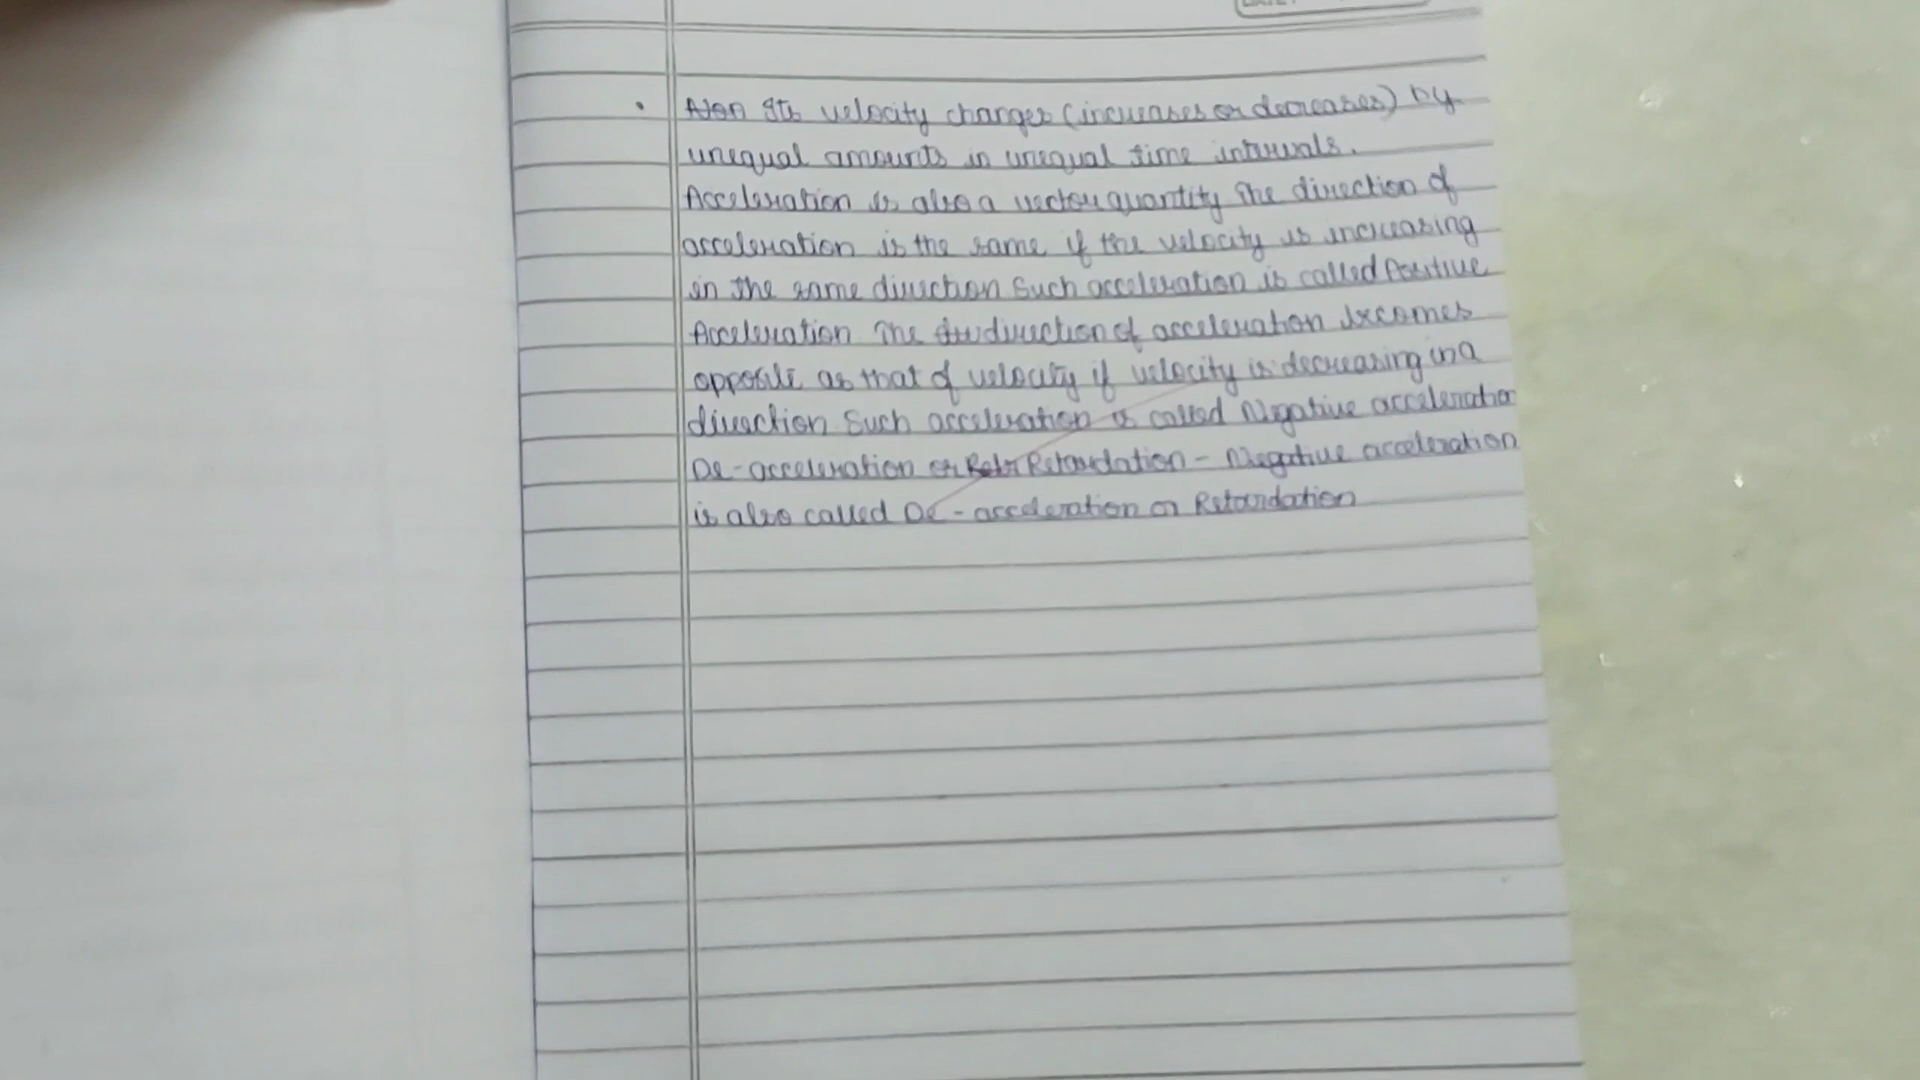 • Non Its velocity changes (increases or decreases) by
unequal amounts in unequal time intervals.
Acceleration is also a vector quantity The direction of
acceleration is the same if the velocity is increasing
in the same direction Such acceleration is called Positive
Acceleration The direction of acceleration becomes
opposite as that of velocity if velocity is decreasing in a
direction Such acceleration is called Negative acceleration
De-acceleration or Retardation - Negative acceleration
is also called De-acceleration or Retardation